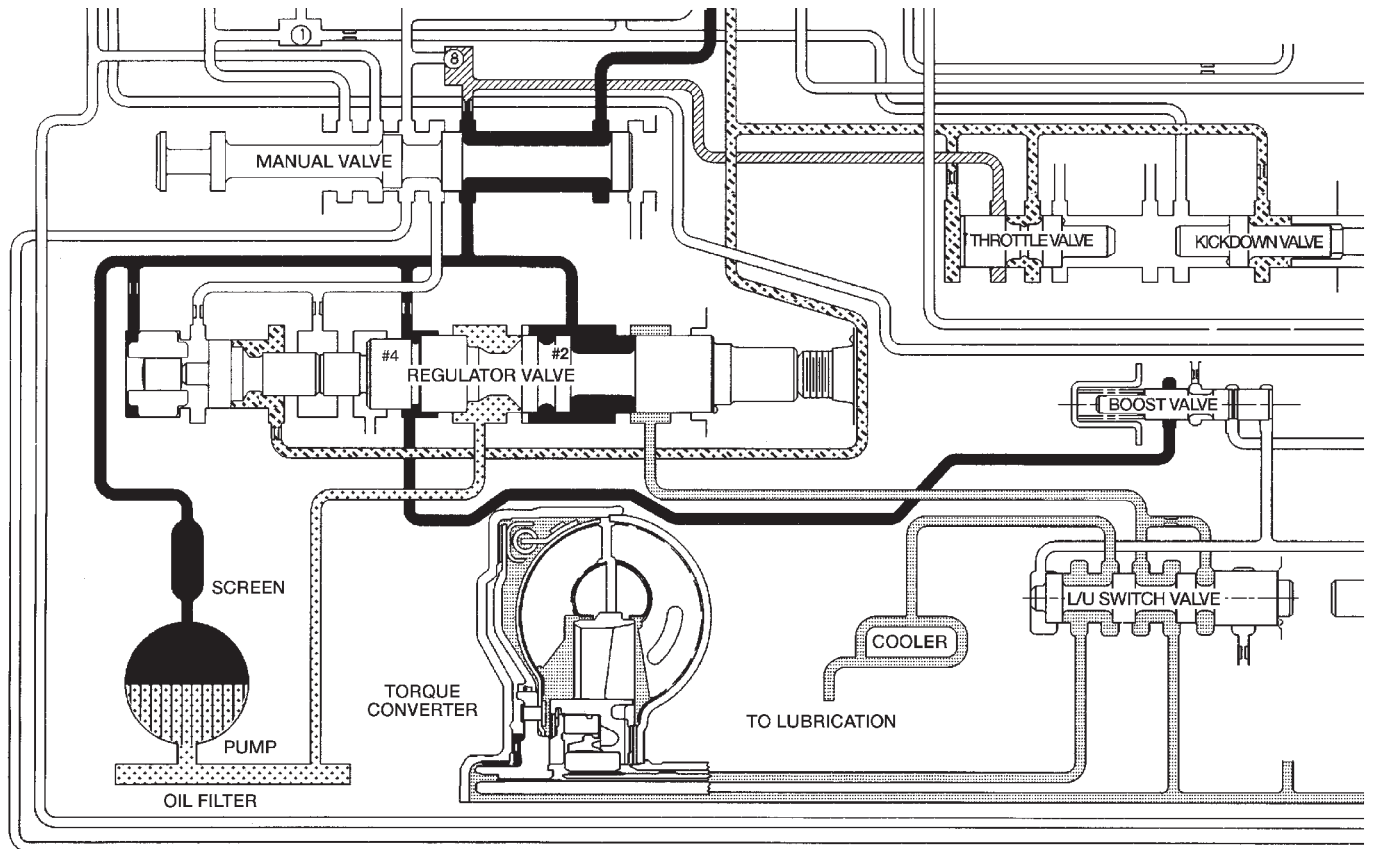 1
8
MANUAL VALVE
THROTTLE VALVE
KICKDOWN VALVE
#4
#2
REGULATOR VALVE
BOOST VALVE
SCREEN
L/U SWITCH VALVE
COOLER
TORQUE
CONVERTER
TO LUBRICATION
PUMP
OIL FILTER